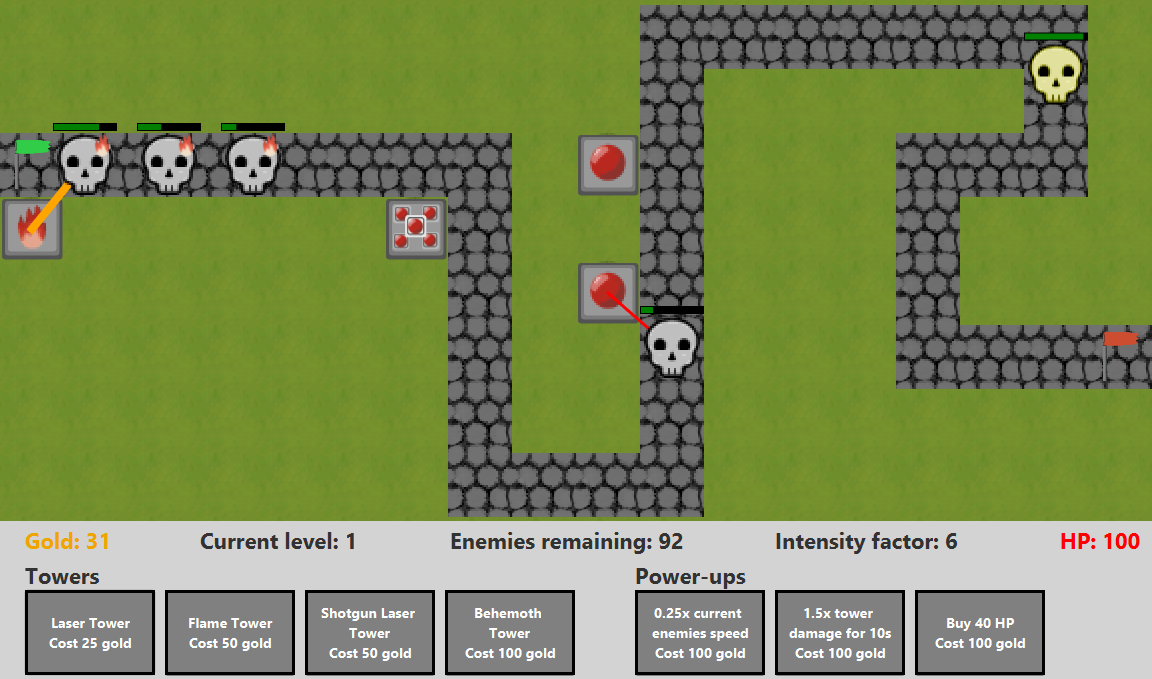 Gold: 31
Current level: 1
Enemies remaining: 92
Intensity factor: 6
HP: 100
Towers
Power-ups
Laser Tower
Cost 25 gold
Flame Tower
Cost 50 gold
Shotgun Laser
Tower
Cost 50 gold
Behemoth
Tower
Cost 100 gold
0.25x current
enemies speed
Cost 100 gold
1.5x tower
damage for 10s
Cost 100 gold
Buy 40 HP
Cost 100 gold